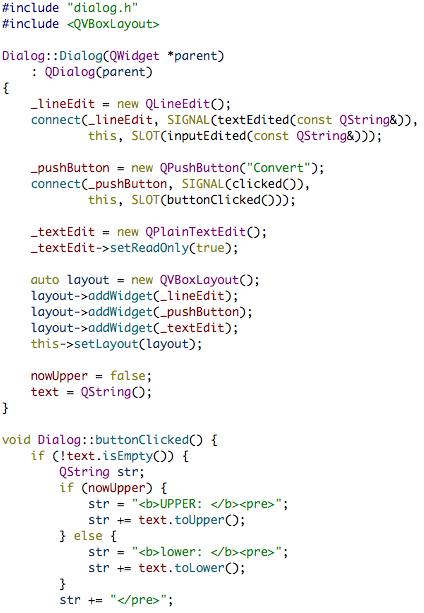 #include "dialog.h"
#include <QVBoxLayout>

Dialog::Dialog(QWidget *parent)
    : QDialog(parent)
{
    _lineEdit = new QLineEdit();
    connect(_lineEdit, SIGNAL(textEdited(const QString&)),
            this, SLOT(inputEdited(const QString&)));

    _pushButton = new QPushButton("Convert");
    connect(_pushButton, SIGNAL(clicked()),
            this, SLOT(buttonClicked()));

    _textEdit = new QPlainTextEdit();
    _textEdit->setReadOnly(true);

    auto layout = new QVBoxLayout();
    layout->addWidget(_lineEdit);
    layout->addWidget(_pushButton);
    layout->addWidget(_textEdit);
    this->setLayout(layout);

    nowUpper = false;
    text = QString();
}

void Dialog::buttonClicked() {
    if (!text.isEmpty()) {
        QString str;
        if (nowUpper) {
            str = "<b>UPPER: </b><pre>";
            str += text.toUpper();
        } else {
            str = "<b>lower: </b><pre>";
            str += text.toLower();
        }
        str += "</pre>";